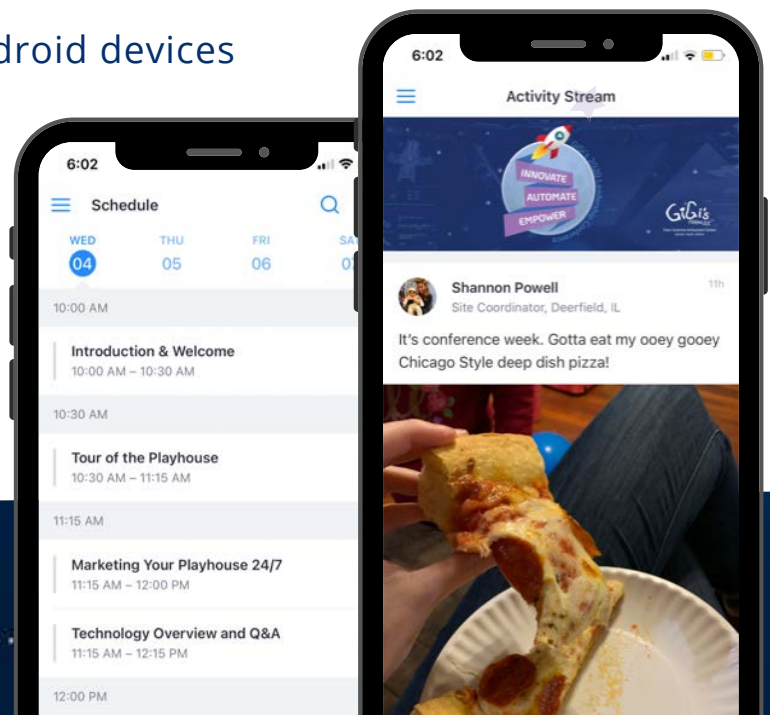 droid devices
6:02
Schedule
WED THU FRI
04 05 06
10:00 AM
Introduction & Welcome
10:00 AM – 10:30 AM
10:30 AM
Tour of the Playhouse
10:30 AM – 11:15 AM
11:15 AM
Marketing Your Playhouse 24/7
11:15 AM – 12:00 PM
Technology Overview and Q&A
11:15 AM – 12:15 PM
12:00 PM
6:02
Activity Stream
INNOVATE
AUTOMATE
EMPOWER
GiGi's
Shannon Powell
11h
Site Coordinator, Deerfield, IL
It's conference week. Gotta eat my ooey gooey
Chicago Style deep dish pizza!